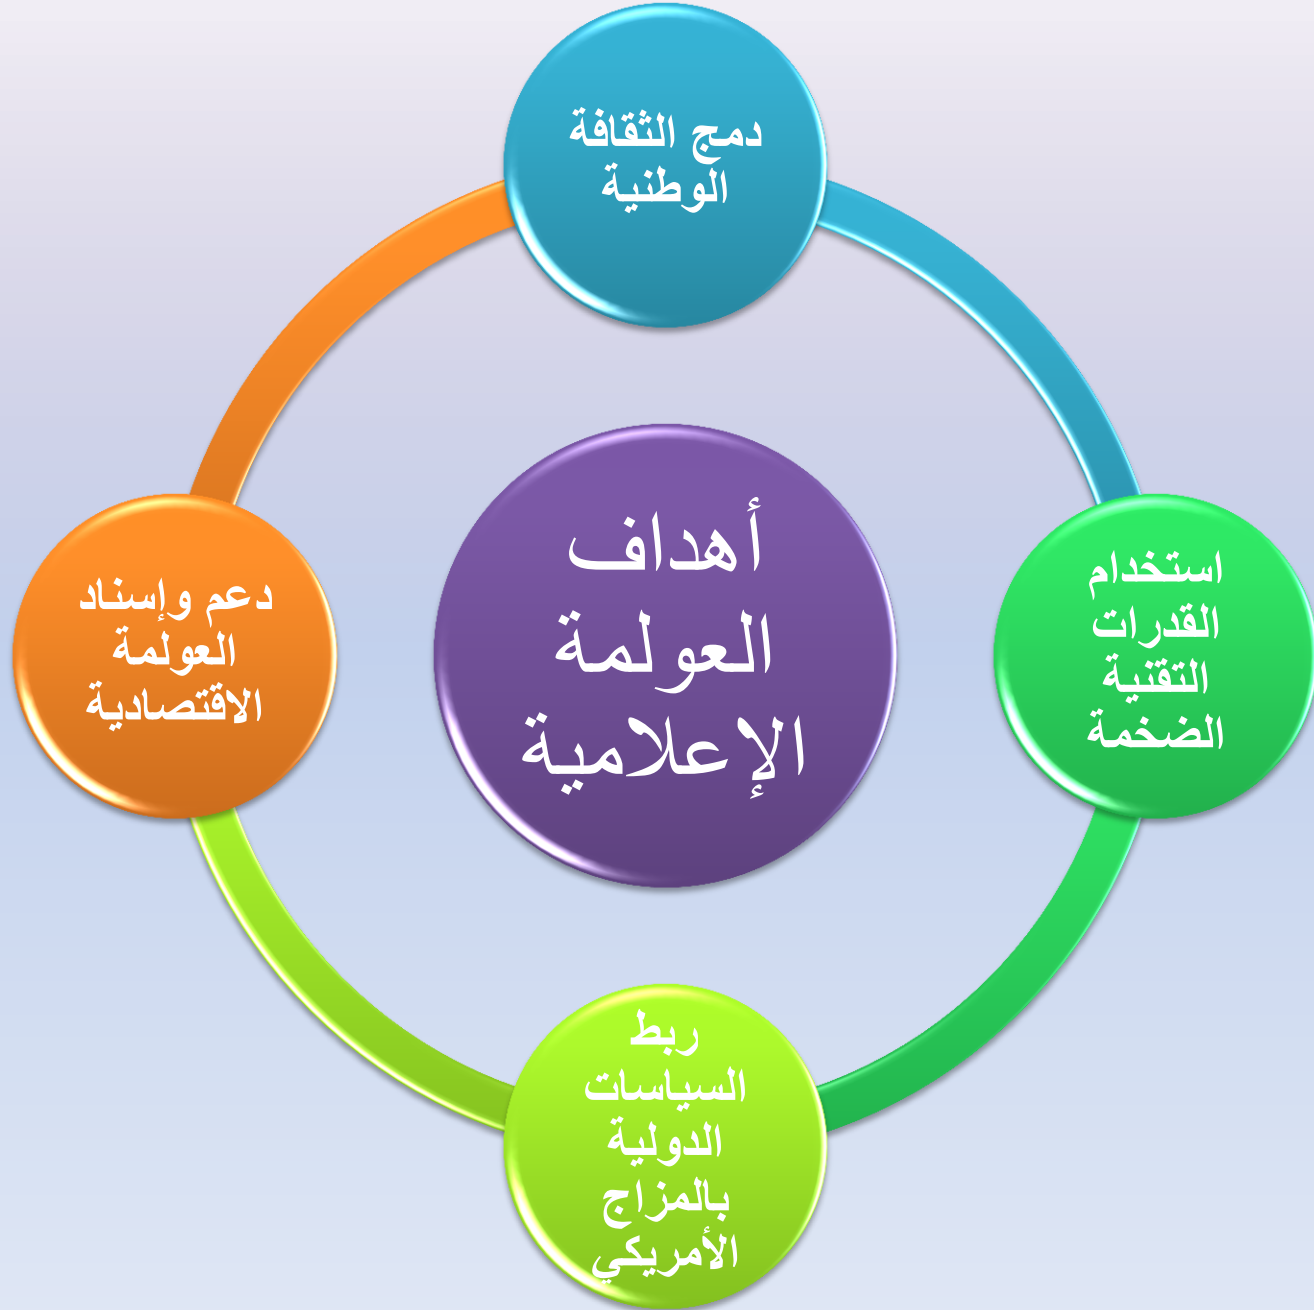 دمج الثقافة
الوطنية
استخدام
القدرات
التقنية
الضخمة
ربط
السياسات
الدولية
بالمزاج
الأمريكي
دعم وإسناد
العولمة
الاقتصادية
أهداف
العولمة
الإعلامية